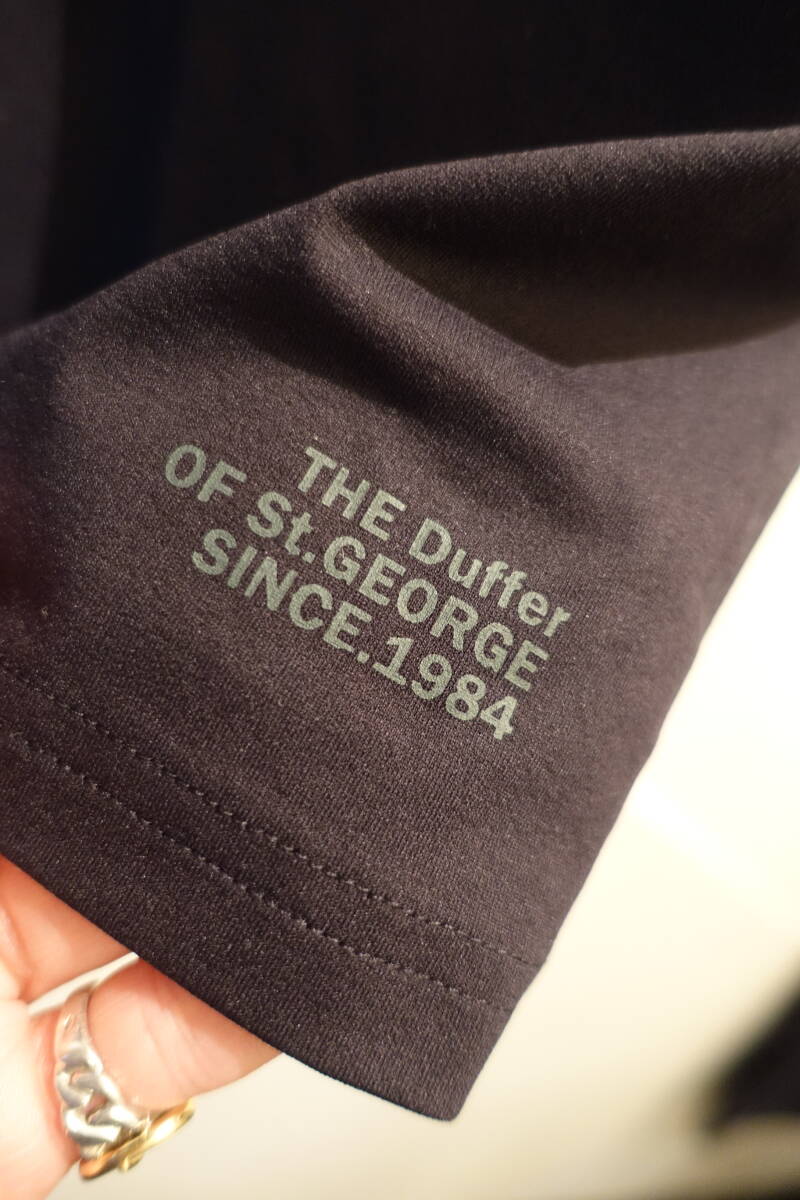 THE Duffer
OF St.GEORGE
SINCE.1984